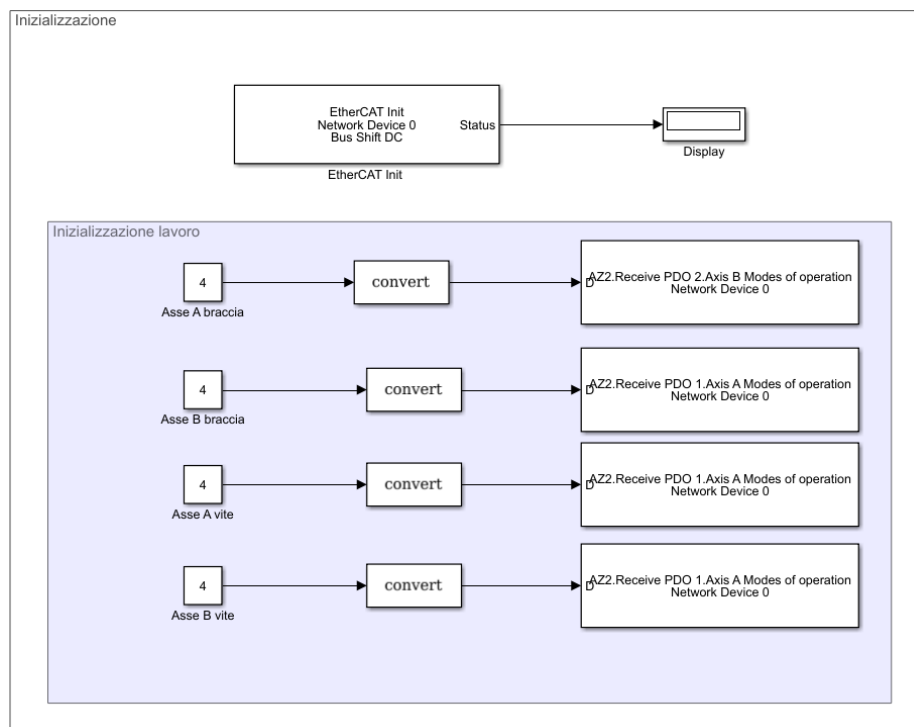 Inizializzazione
EtherCAT Init
Network Device 0
Bus Shift DC
Status
EtherCAT Init
Display
Inizializzazione lavoro
4
Asse A braccia
convert
D
AZ2.Receive PDO 2.Axis B Modes of operation
Network Device 0
4
Asse B braccia
convert
D
AZ2.Receive PDO 1.Axis A Modes of operation
Network Device 0
4
Asse A vite
convert
D
AZ2.Receive PDO 1.Axis A Modes of operation
Network Device 0
4
Asse B vite
convert
D
AZ2.Receive PDO 1.Axis A Modes of operation
Network Device 0